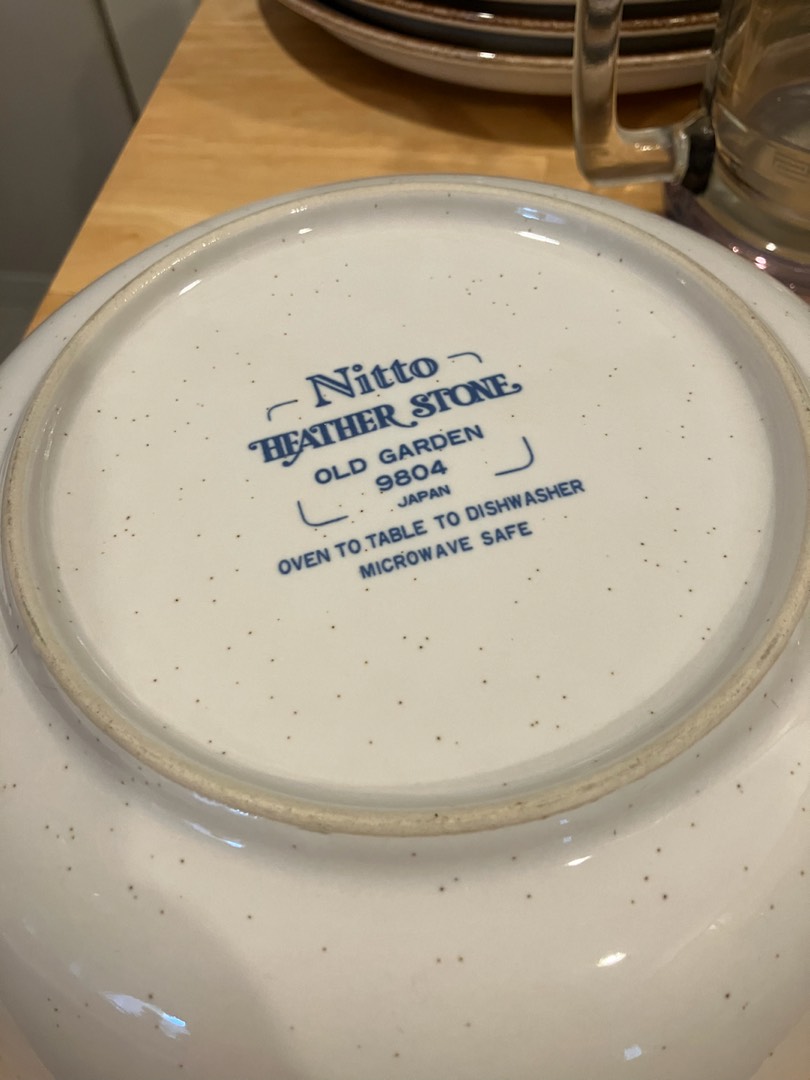 Nitto
HEATHER STONE
OLD GARDEN
9804
JAPAN
OVEN TO TABLE TO DISHWASHER
MICROWAVE SAFE